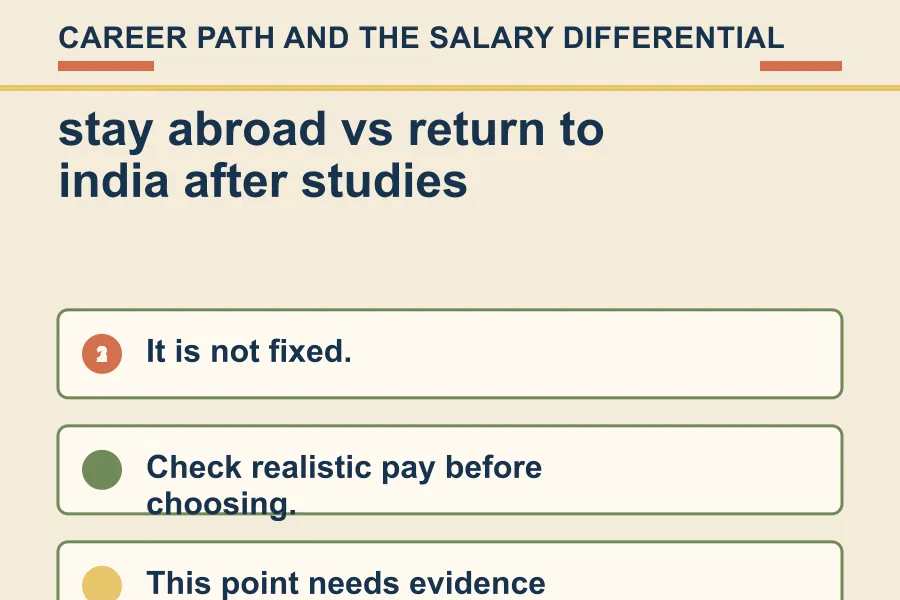 CAREER PATH AND THE SALARY DIFFERENTIAL
stay abroad vs return to
india after studies
It is not fixed.
Check realistic pay before
choosing.
This point needs evidence